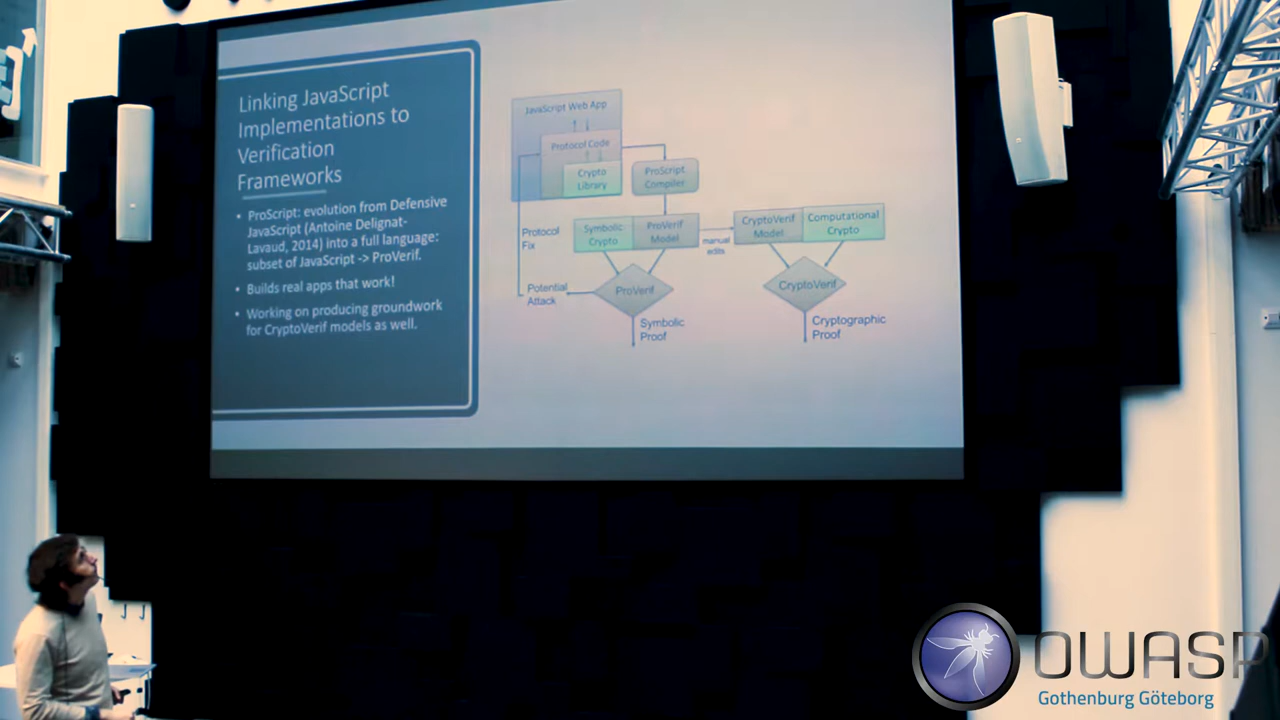 Linking JavaScript
Implementations to
Verification
Frameworks
• ProScript: evolution from Defensive
JavaScript (Antoine Delignat-
Lavaud, 2014) into a full language:
subset of JavaScript -> ProVerif.
• Builds real apps that work!
• Working on producing groundwork
for CryptoVerif models as well.
JavaScript Web App
Protocol Code
Crypto
Library
ProScript
Compiler
Protocol
Fix
Symbolic
Crypto
ProVerif
Model
manual
edits
CryptoVerif
Model
Computational
Crypto
Potential
Attack
ProVerif
CryptoVerif
Symbolic
Proof
Cryptographic
Proof
OWASP
Gothenburg Göteborg